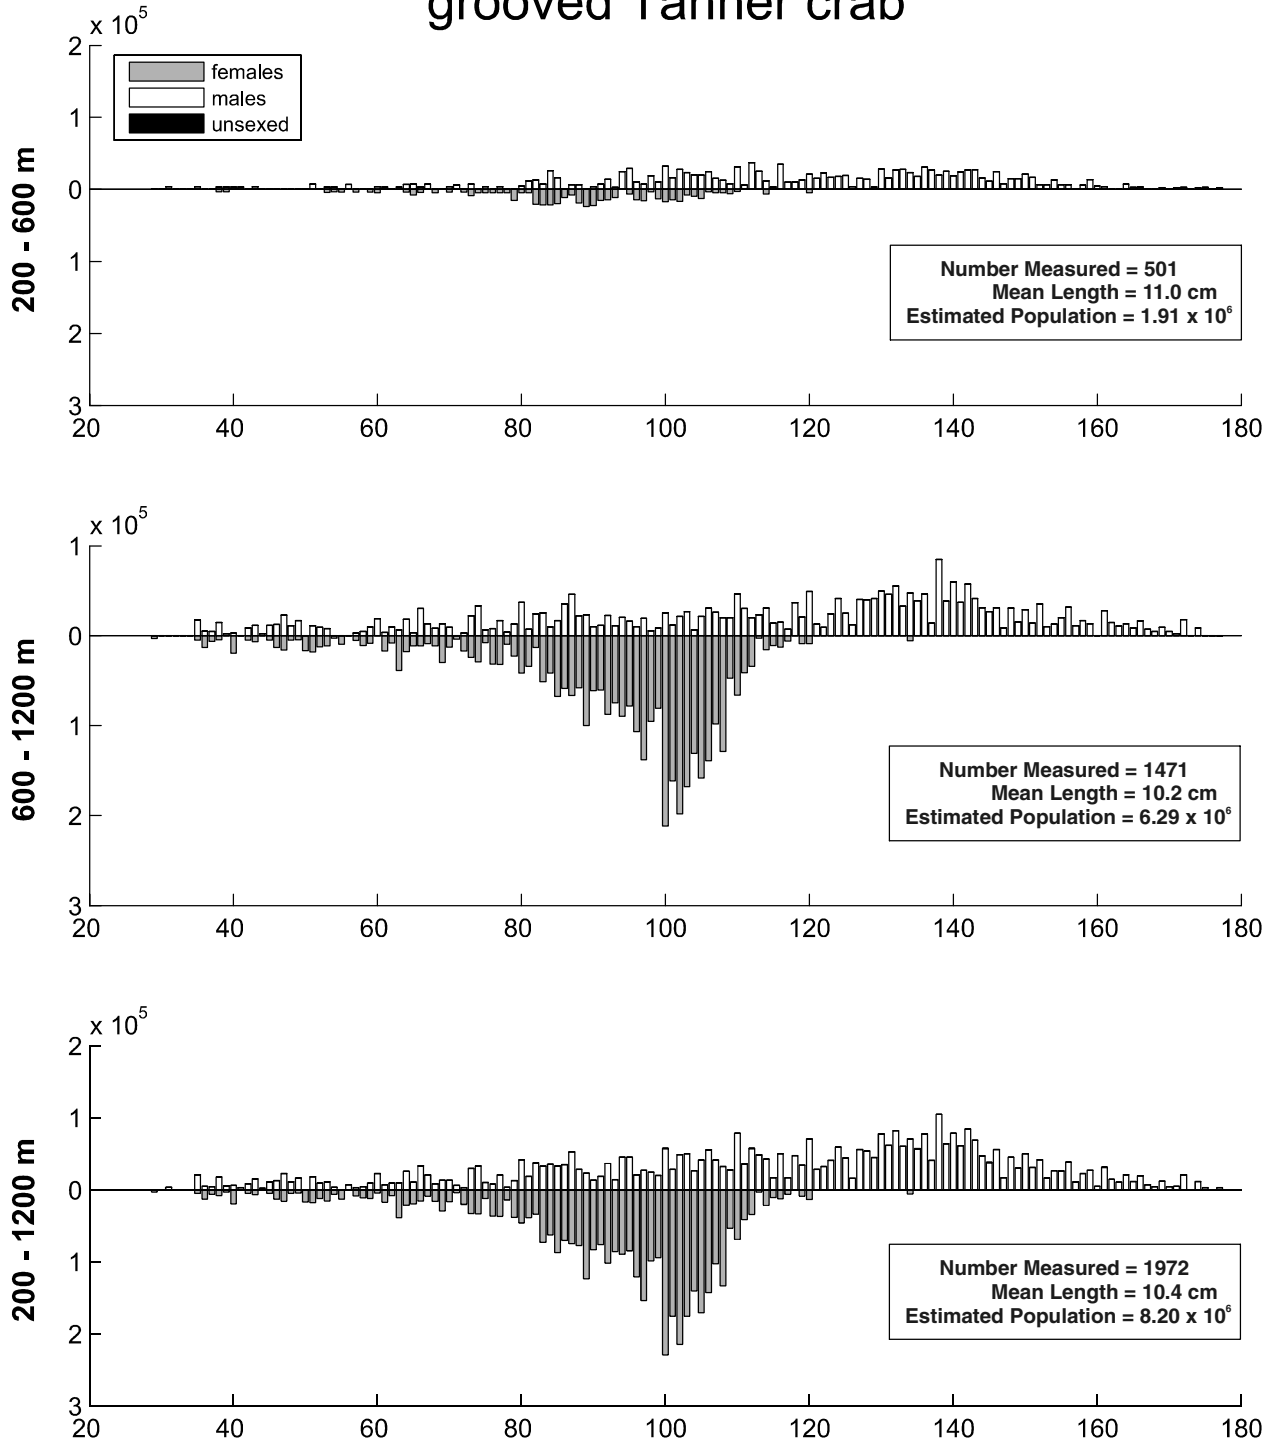 grooved Tanner crab
x 10^5
2
1
0
1
2
3
females
males
unsexed
200 - 600 m
Number Measured = 501
Mean Length = 11.0 cm
Estimated Population = 1.91 x 10^6
20 40 60 80 100 120 140 160 180
x 10^5
1
0
1
2
3
600 - 1200 m
Number Measured = 1471
Mean Length = 10.2 cm
Estimated Population = 6.29 x 10^6
20 40 60 80 100 120 140 160 180
x 10^5
2
1
0
1
2
3
200 - 1200 m
Number Measured = 1972
Mean Length = 10.4 cm
Estimated Population = 8.20 x 10^6
20 40 60 80 100 120 140 160 180